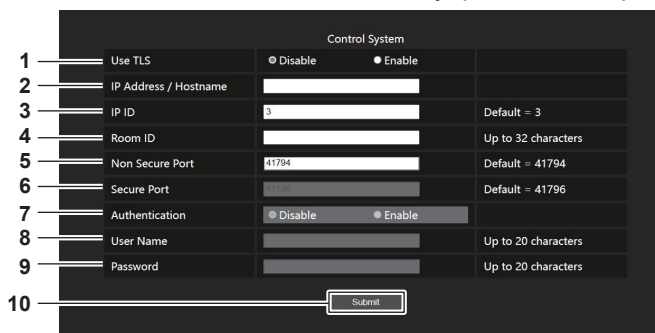 Control System
1 Use TLS Disable Enable
2 IP Address / Hostname
3 IP ID 3 Default = 3
4 Room ID Up to 32 characters
5 Non Secure Port 41794 Default = 41794
6 Secure Port 41796 Default = 41796
7 Authentication Disable Enable
8 User Name Up to 20 characters
9 Password Up to 20 characters
10 Submit